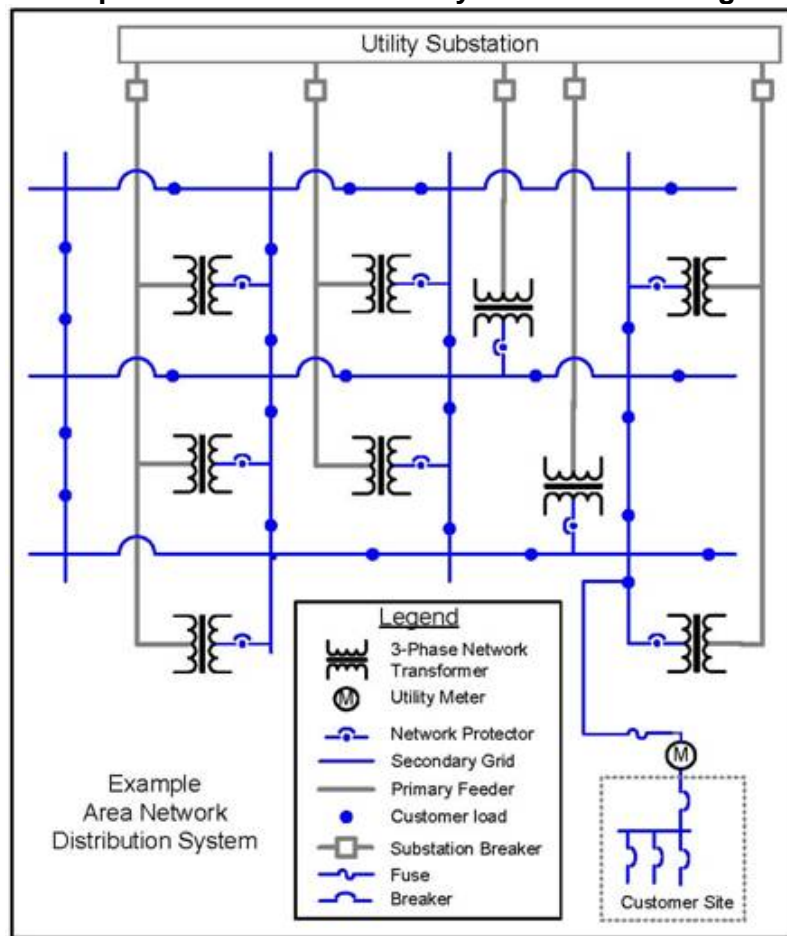 Utility Substation
Legend
3-Phase Network
Transformer
M
Utility Meter
Network Protector
Secondary Grid
Primary Feeder
Customer load
Substation Breaker
Fuse
Breaker
Example
Area Network
Distribution System
M
Customer Site